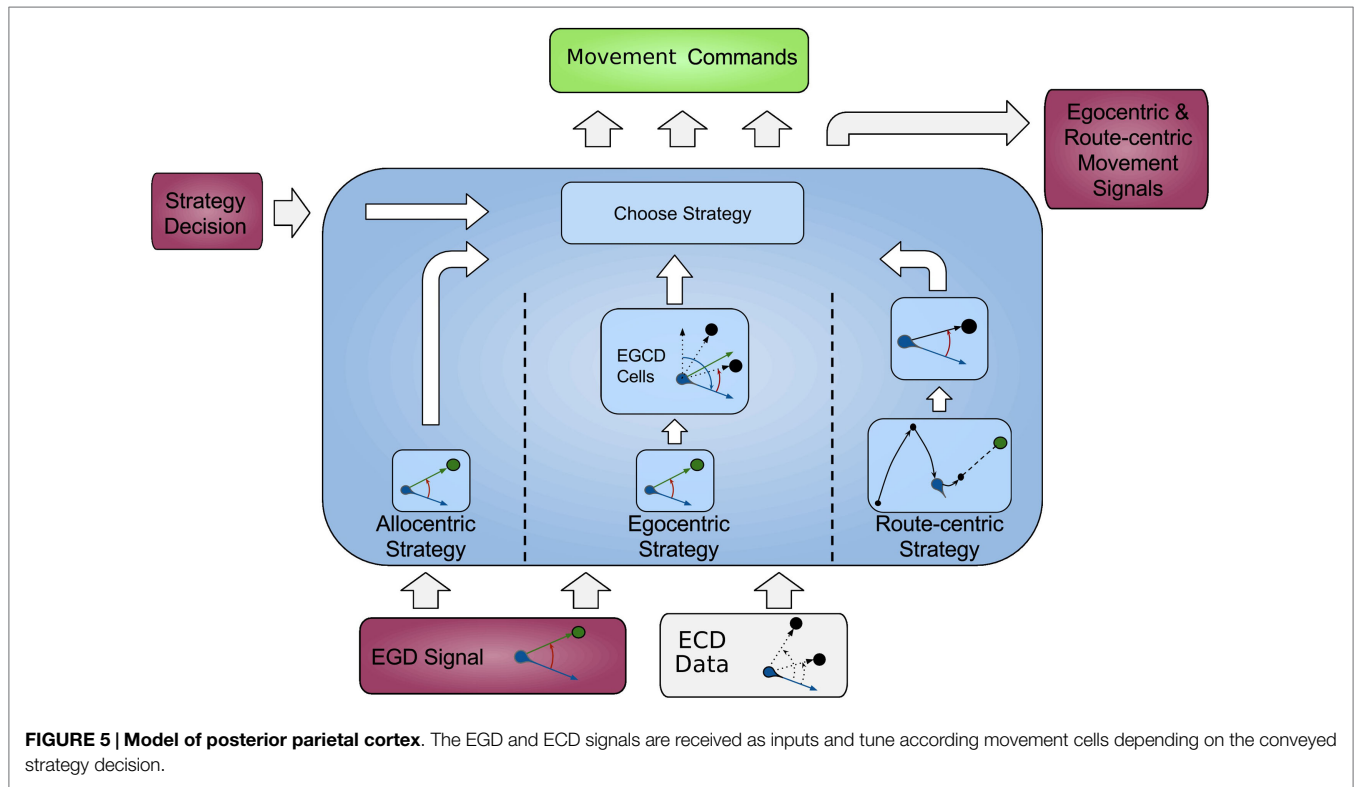 Movement Commands
Egocentric &
Route-centric
Movement
Signals
Strategy
Decision
Choose Strategy
EGCD
Cells
Allocentric
Strategy
Egocentric
Strategy
Route-centric
Strategy
EGD Signal
ECD
Data
FIGURE 5 | Model of posterior parietal cortex. The EGD and ECD signals are received as inputs and tune according movement cells depending on the conveyed
strategy decision.